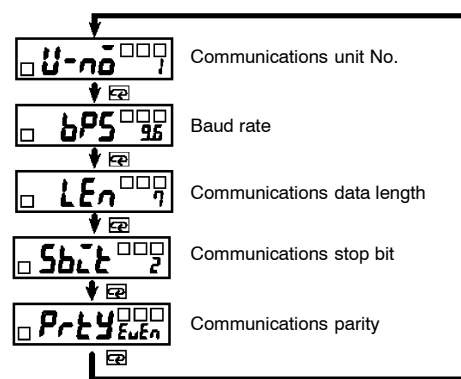 U-no 1
Communications unit No.
bPS 9.6
Baud rate
LEn 7
Communications data length
Sbit 2
Communications stop bit
PrtY EuEn
Communications parity